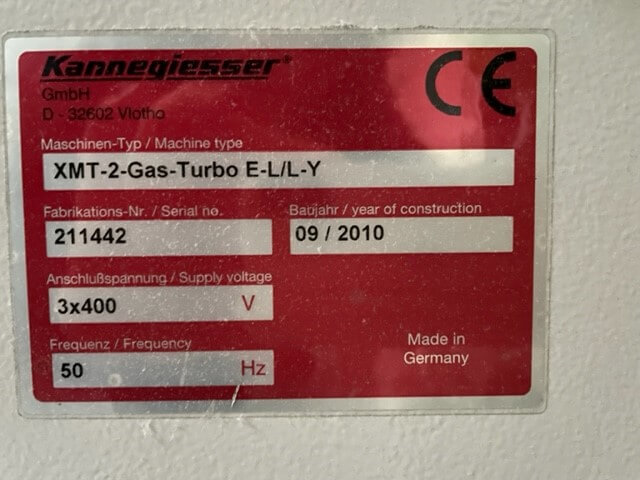 Kannegiesser®
GmbH
D - 32602 Vlotho
CE
Maschinen-Typ / Machine type
XMT-2-Gas-Turbo E-L/L-Y
Fabrikations-Nr. / Serial no.
Baujahr / year of construction
211442
09 / 2010
Anschlußspannung / Supply voltage
3x400 V
Frequenz / Frequency
50 Hz
Made in
Germany